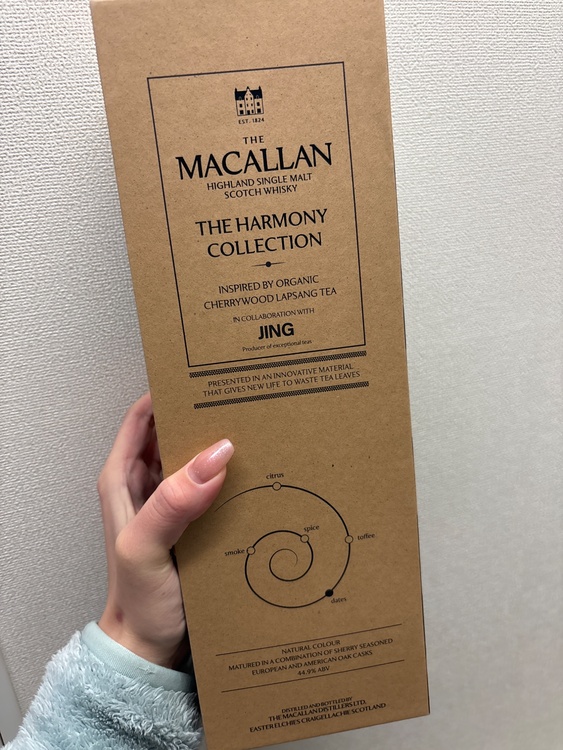 EST. 1824
THE
MACALLAN
HIGHLAND SINGLE MALT
SCOTCH WHISKY
THE HARMONY
COLLECTION
INSPIRED BY ORGANIC
CHERRYWOOD LAPSANG TEA
IN COLLABORATION WITH
JING
Producer of exceptional teas
PRESENTED IN AN INNOVATIVE MATERIAL
THAT GIVES NEW LIFE TO WASTE TEA LEAVES
citrus
spice
toffee
smoke
dates
NATURAL COLOUR
MATURED IN A COMBINATION OF SHERRY SEASONED
EUROPEAN AND AMERICAN OAK CASKS
44.9% ABV
DISTILLED AND BOTTLED BY
THE MACALLAN DISTILLERS LTD.
EASTER ELCHIES CRAIGELLACHIE SCOTLAND